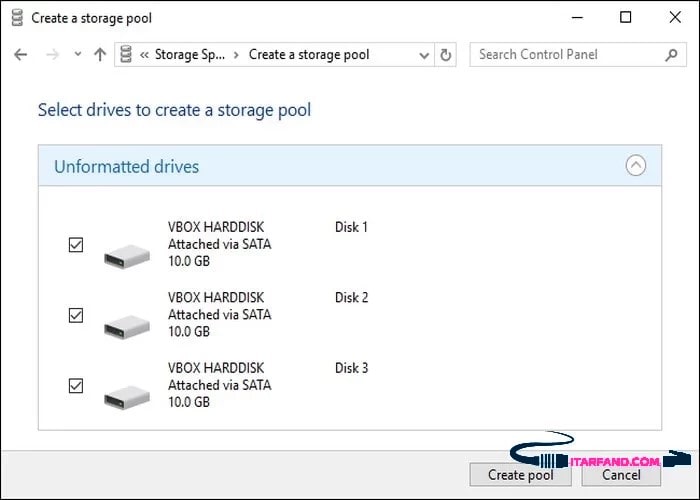 Create a storage pool
« Storage Sp... › Create a storage pool
Search Control Panel
Select drives to create a storage pool
Unformatted drives
VBOX HARDDISK Disk 1
Attached via SATA
10.0 GB
VBOX HARDDISK Disk 2
Attached via SATA
10.0 GB
VBOX HARDDISK Disk 3
Attached via SATA
10.0 GB
ITARFAND.COM
Create pool Cancel